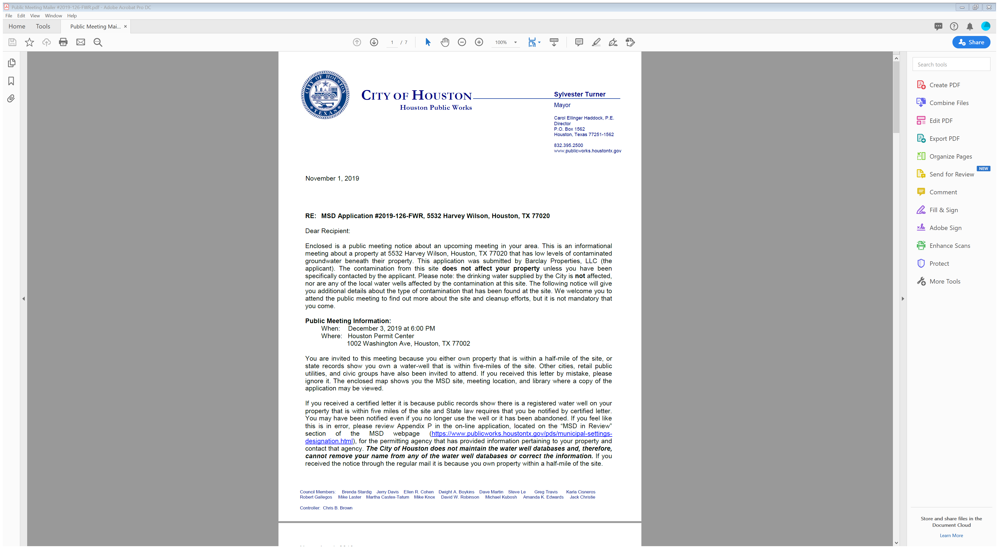 Public Meeting Mailer #2019-126-FWR.pdf - Adobe Acrobat Pro DC
File Edit View Window Help
Home Tools Public Meeting Mai... ×
1 / 7 100% Share
Search tools
Create PDF
Combine Files
Edit PDF
Export PDF
Organize Pages
NEW
Send for Review
Comment
Fill & Sign
Adobe Sign
Enhance Scans
Protect
More Tools
Store and share files in the
Document Cloud
Learn More
CITY OF HOUSTON
TEXAS
CITY OF HOUSTON
Houston Public Works
Sylvester Turner
Mayor
Carol Ellinger Haddock, P.E.
Director
P.O. Box 1562
Houston, Texas 77251-1562
832.395.2500
www.publicworks.houstontx.gov
November 1, 2019
RE: MSD Application #2019-126-FWR, 5532 Harvey Wilson, Houston, TX 77020
Dear Recipient:
Enclosed is a public meeting notice about an upcoming meeting in your area. This is an informational
meeting about a property at 5532 Harvey Wilson, Houston, TX 77020 that has low levels of contaminated
groundwater beneath their property. This application was submitted by Barclay Properties, LLC (the
applicant). The contamination from this site does not affect your property unless you have been
specifically contacted by the applicant. Please note: the drinking water supplied by the City is not affected,
nor are any of the local water wells affected by the contamination at this site. The following notice will give
you additional details about the type of contamination that has been found at the site. We welcome you to
attend the public meeting to find out more about the site and cleanup efforts, but it is not mandatory that
you come.
Public Meeting Information:
When: December 3, 2019 at 6:00 PM
Where: Houston Permit Center
1002 Washington Ave, Houston, TX 77002
You are invited to this meeting because you either own property that is within a half-mile of the site, or
state records show you own a water-well that is within five-miles of the site. Other cities, retail public
utilities, and civic groups have also been invited to attend. If you received this letter by mistake, please
ignore it. The enclosed map shows you the MSD site, meeting location, and library where a copy of the
application may be viewed.
If you received a certified letter it is because public records show there is a registered water well on your
property that is within five miles of the site and State law requires that you be notified by certified letter.
You may have been notified even if you no longer use the well or it has been abandoned. If you feel like
this is in error, please review Appendix P in the on-line application, located on the “MSD in Review”
section of the MSD webpage (https://www.publicworks.houstontx.gov/pds/municipal-settings-
designation.html), for the permitting agency that has provided information pertaining to your property and
contact that agency. The City of Houston does not maintain the water well databases and, therefore,
cannot remove your name from any of the water well databases or correct the information. If you
received the notice through the regular mail it is because you own property within a half-mile of the site.
Council Members: Brenda Stardig Jerry Davis Ellen R. Cohen Dwight A. Boykins Dave Martin Steve Le Greg Travis Karla Cisneros
Robert Gallegos Mike Laster Martha Castex-Tatum Mike Knox David W. Robinson Michael Kubosh Amanda K. Edwards Jack Christie
Controller: Chris B. Brown